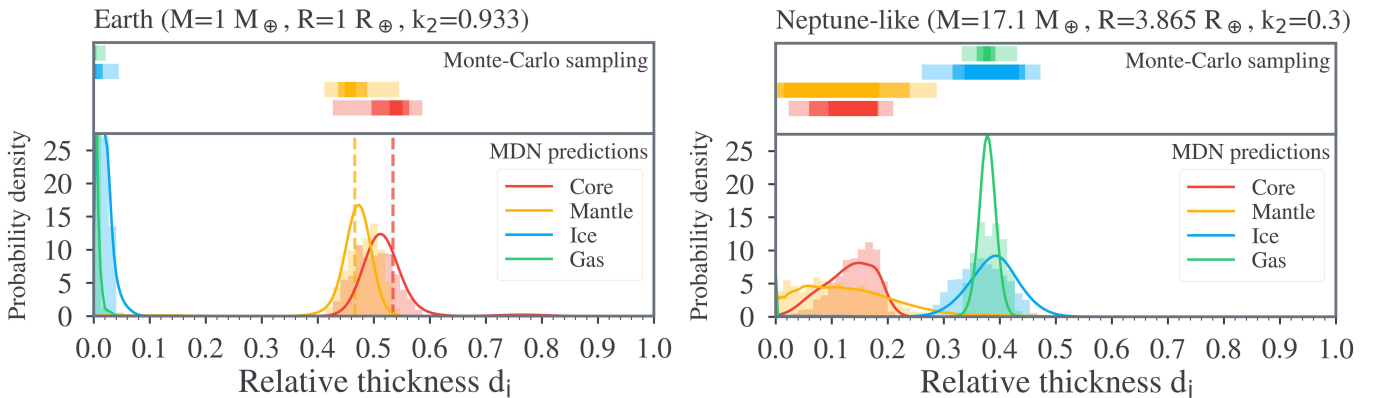 Earth (M=1 M⊕, R=1 R⊕, k₂=0.933)
Monte-Carlo sampling
MDN predictions
Core
Mantle
Ice
Gas
Probability density
25
20
15
10
5
0
0.0 0.1 0.2 0.3 0.4 0.5 0.6 0.7 0.8 0.9 1.0
Relative thickness dᵢ
Neptune-like (M=17.1 M⊕, R=3.865 R⊕, k₂=0.3)
Monte-Carlo sampling
MDN predictions
Core
Mantle
Ice
Gas
Probability density
25
20
15
10
5
0
0.0 0.1 0.2 0.3 0.4 0.5 0.6 0.7 0.8 0.9 1.0
Relative thickness dᵢ